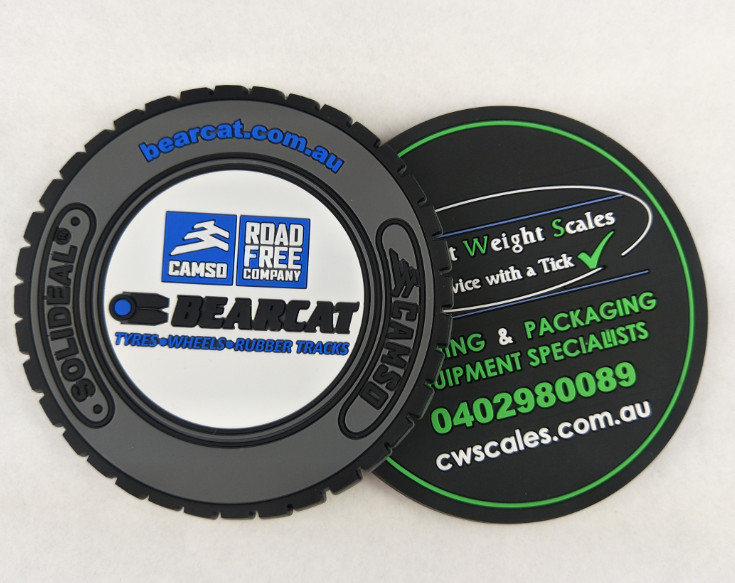 bearcat.com.au
SOLIDEAL®
CAMSO
ROAD
FREE
COMPANY
CAMSO
BEARCAT
TYRES•WHEELS•RUBBER TRACKS
t Weight Scales
vice with a Tick
ING & PACKAGING
UIPMENT SPECIALISTS
0402980089
cwscales.com.au